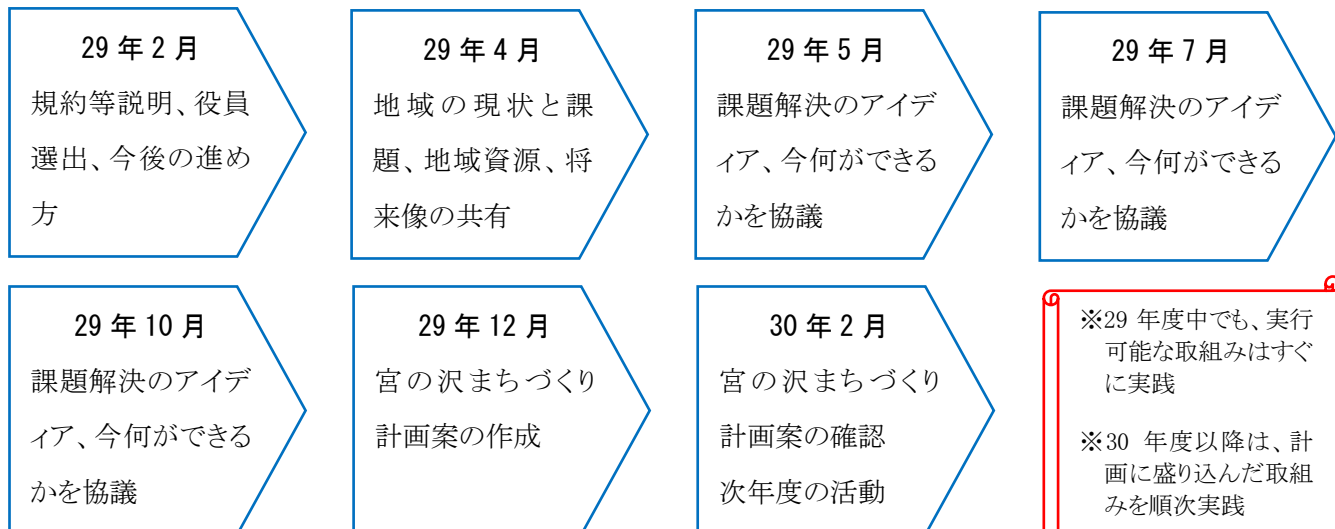 29 年 2 月
規約等説明、役員
選出、今後の進め
方
29 年 4 月
地域の現状と課
題、地域資源、将
来像の共有
29 年 5 月
課題解決のアイデ
ィア、今何ができる
かを協議
29 年 7 月
課題解決のアイデ
ィア、今何ができる
かを協議
29 年 10 月
課題解決のアイデ
ィア、今何ができる
かを協議
29 年 12 月
宮の沢まちづくり
計画案の作成
30 年 2 月
宮の沢まちづくり
計画案の確認
次年度の活動
※29 年度中でも、実行
可能な取組みはすぐ
に実践
※30 年度以降は、計
画に盛り込んだ取組
みを順次実践